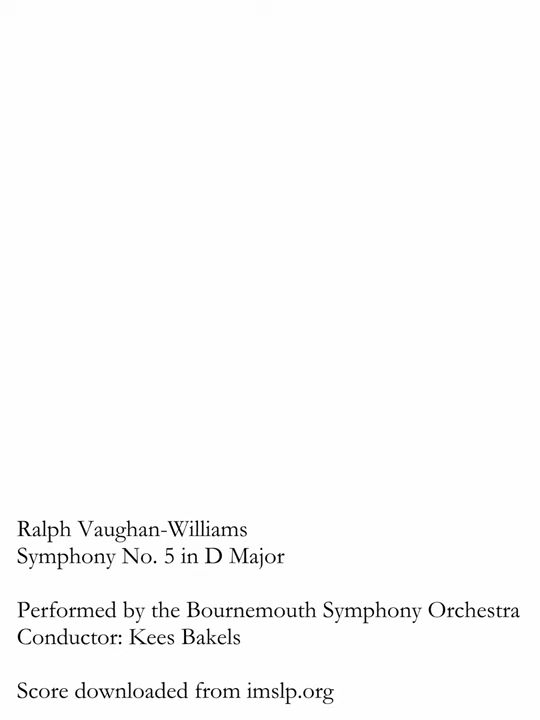 Ralph Vaughan-Williams
Symphony No. 5 in D Major
Performed by the Bournemouth Symphony Orchestra
Conductor: Kees Bakels
Score downloaded from imslp.org